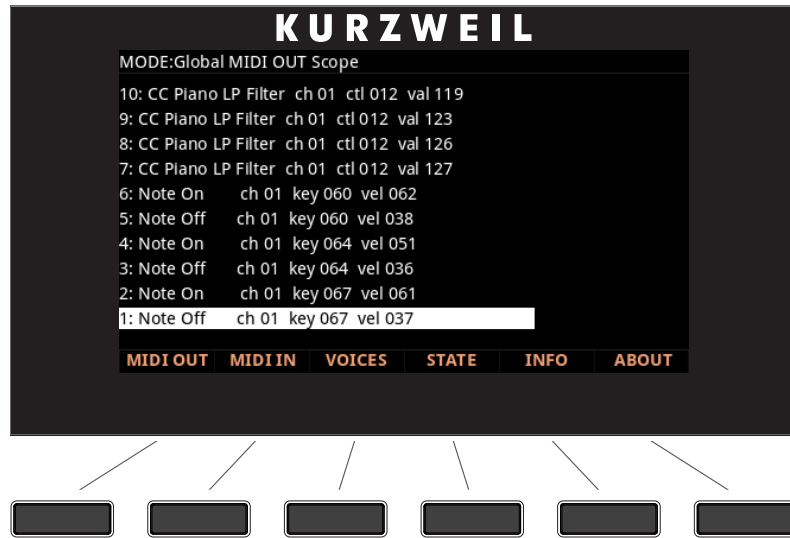 KURZWEIL
MODE:Global MIDI OUT Scope
10: CC Piano LP Filter ch 01 ctl 012 val 119
9: CC Piano LP Filter ch 01 ctl 012 val 123
8: CC Piano LP Filter ch 01 ctl 012 val 126
7: CC Piano LP Filter ch 01 ctl 012 val 127
6: Note On ch 01 key 060 vel 062
5: Note Off ch 01 key 060 vel 038
4: Note On ch 01 key 064 vel 051
3: Note Off ch 01 key 064 vel 036
2: Note On ch 01 key 067 vel 061
1: Note Off ch 01 key 067 vel 037
MIDI OUT MIDI IN VOICES STATE INFO ABOUT